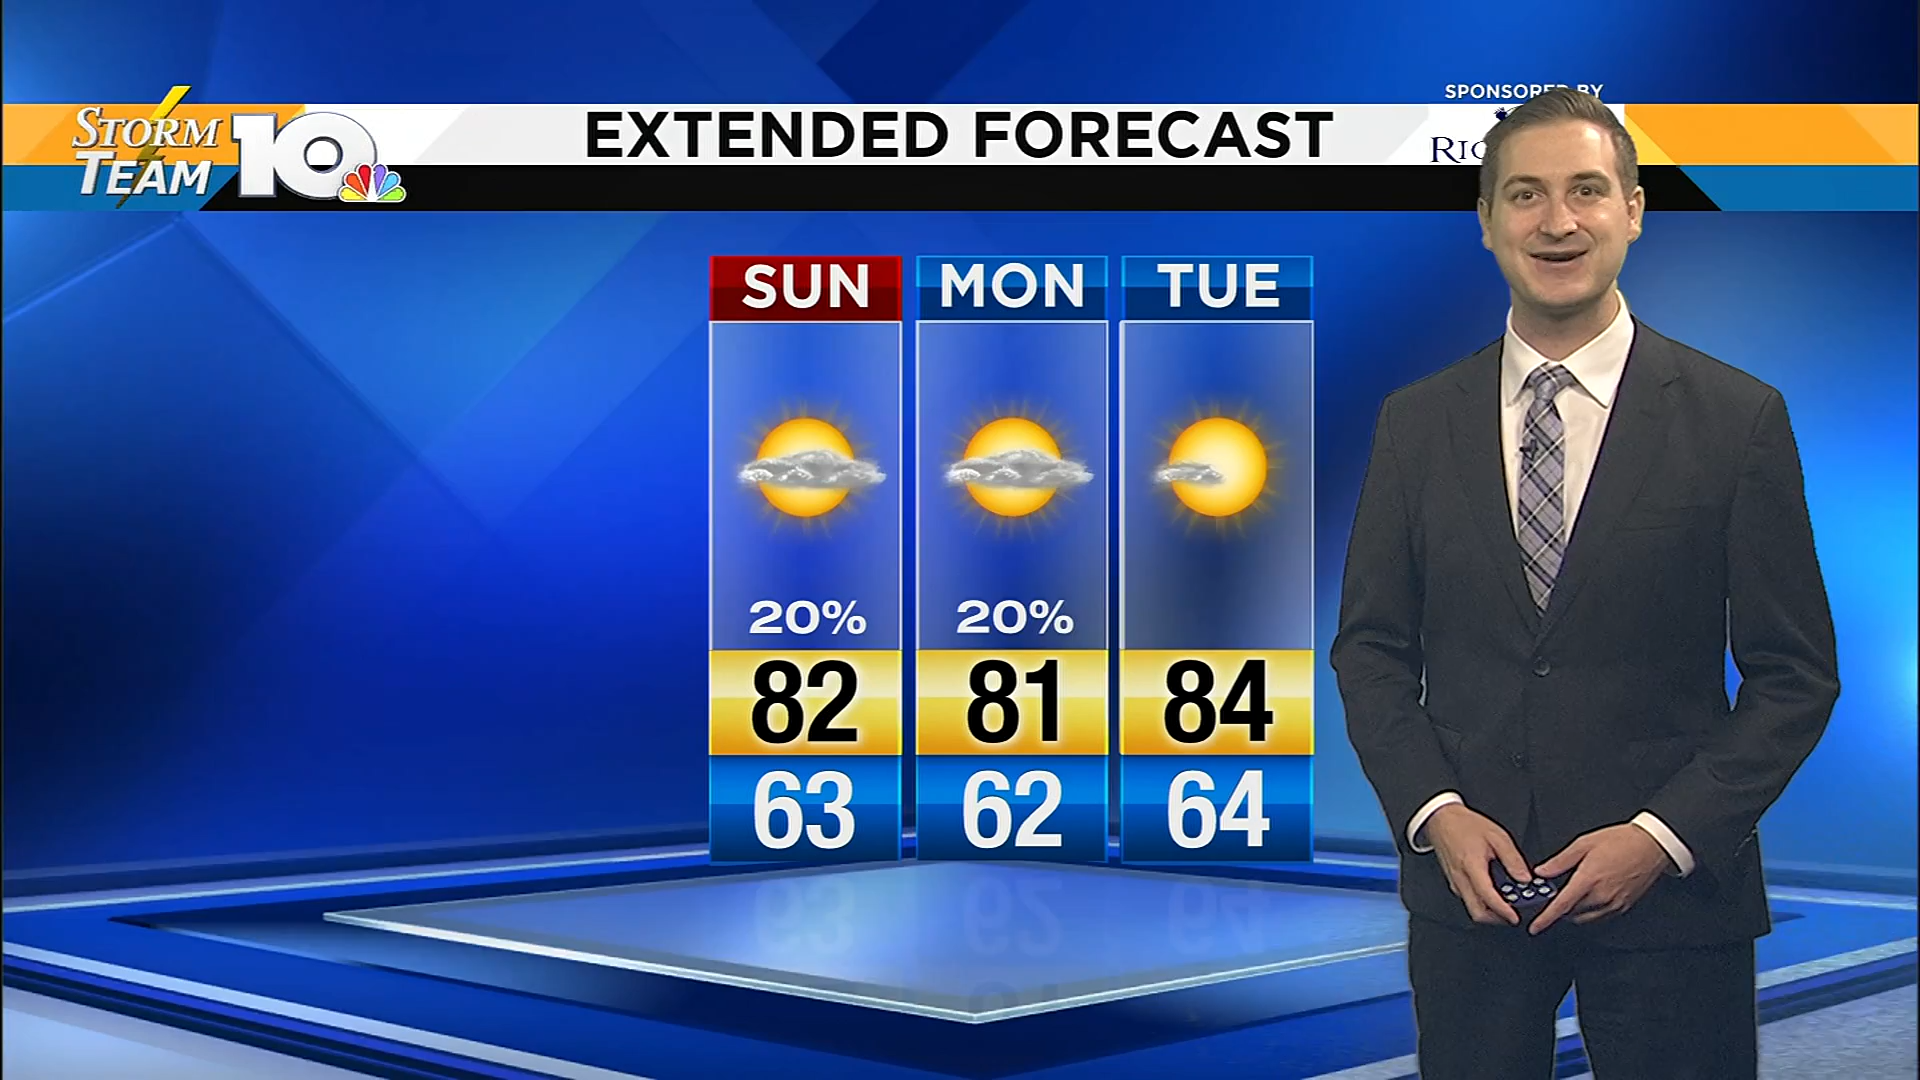 SPONSORED BY
STORM
TEAM 10
EXTENDED FORECAST
SUN MON TUE
20% 20%
82 81 84
63 62 64